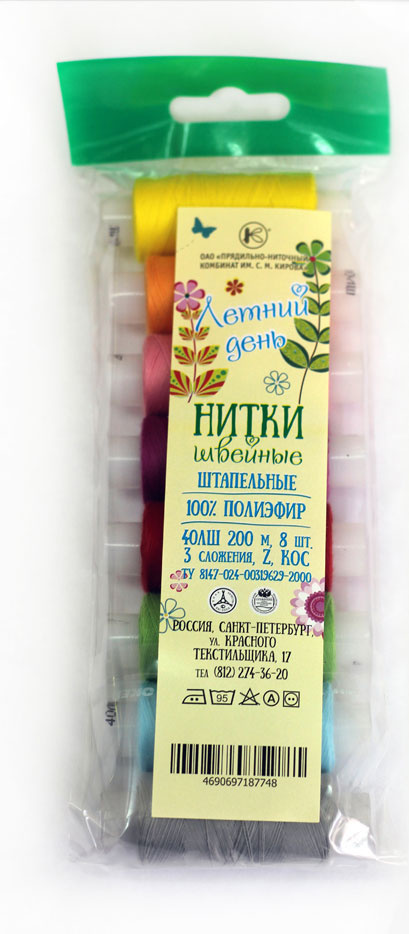 ОАО «ПРЯДИЛЬНО-НИТОЧНЫЙ
КОМБИНАТ ИМ. С. М. КИРОВА»
Летний
день
НИТКИ
швейные
ШТАПЕЛЬНЫЕ
100% ПОЛИЭФИР
40ЛШ 200 М, 8 ШТ.
3 СЛОЖЕНИЯ, Z, КОС
ТУ 8147-024-00319629-2000
РОССИЯ, САНКТ-ПЕТЕРБУРГ,
УЛ. КРАСНОГО
ТЕКСТИЛЬЩИКА, 17
ТЕЛ (812) 274-36-20
95 А
4690697187748